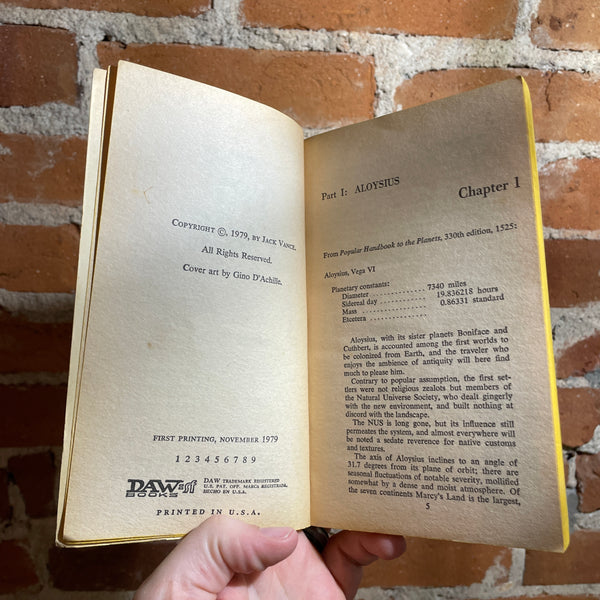 COPYRIGHT ©, 1979, BY JACK VANCE.
All Rights Reserved.
Cover art by Gino D'Achille.
FIRST PRINTING, NOVEMBER 1979
1 2 3 4 5 6 7 8 9
DAW sf
BOOKS
DAW TRADEMARK REGISTERED
U.S. PAT. OFF. MARCA REGISTRADA,
HECHO EN U.S.A.
PRINTED IN U.S.A.
Part I: ALOYSIUS
Chapter 1
From Popular Handbook to the Planets, 330th edition, 1525:
Aloysius, Vega VI
Planetary constants:
Diameter .............. 7340 miles
Sidereal day ............ 19.836218 hours
Mass ................ 0.86331 standard
Etcetera ..............
Aloysius, with its sister planets Boniface and
Cuthbert, is accounted among the first worlds to
be colonized from Earth, and the traveler who
enjoys the ambience of antiquity will here find
much to please him.
Contrary to popular assumption, the first set-
tlers were not religious zealots but members of
the Natural Universe Society, who dealt gingerly
with the new environment, and built nothing at
discord with the landscape.
The NUS is long gone, but its influence still
permeates the system, and almost everywhere will
be noted a sedate reverence for native customs
and textures.
The axis of Aloysius inclines to an angle of
31.7 degrees from its plane of orbit; there are
seasonal fluctuations of notable severity, mollified
somewhat by a dense and moist atmosphere. Of
the seven continents Marcy's Land is the largest,
5